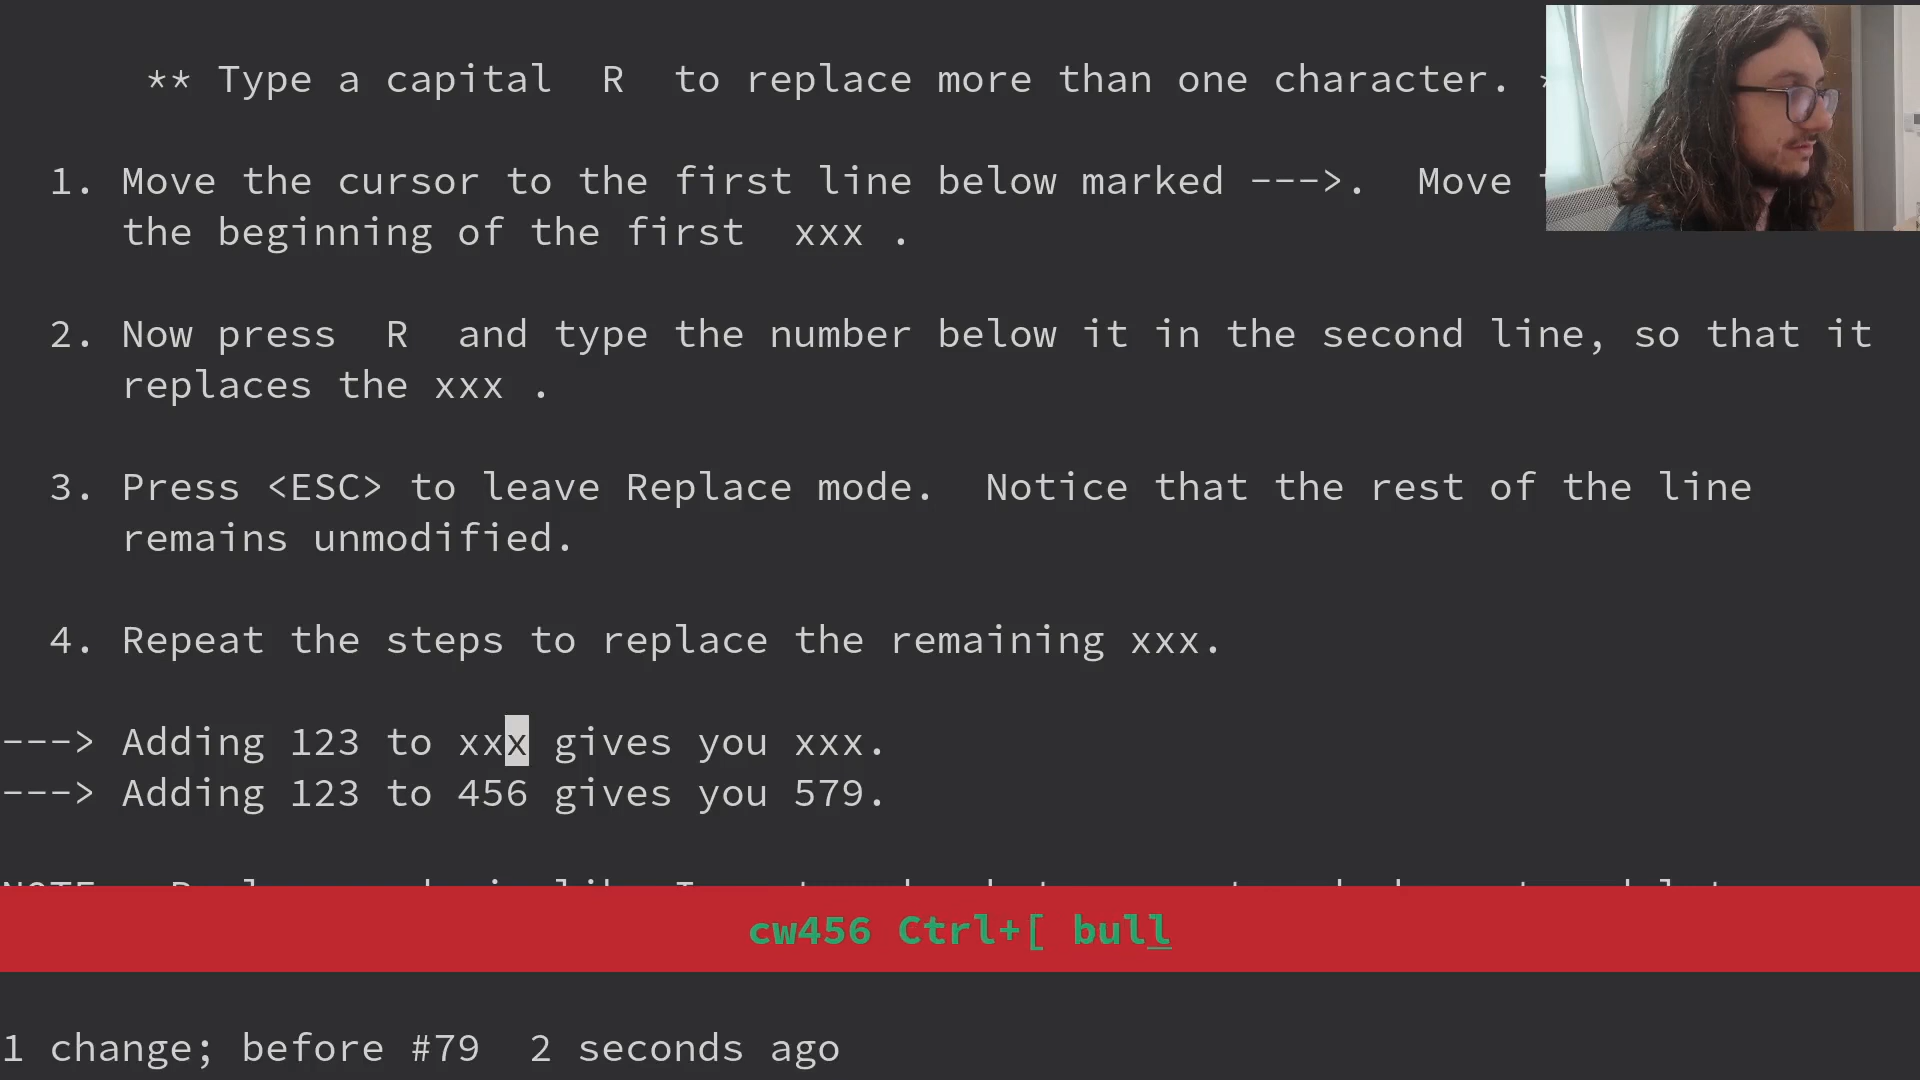 ** Type a capital  R  to replace more than one character.
1. Move the cursor to the first line below marked --->.  Move
the beginning of the first  xxx .
2. Now press  R  and type the number below it in the second line, so that it
replaces the xxx .
3. Press <ESC> to leave Replace mode.  Notice that the rest of the line
remains unmodified.
4. Repeat the steps to replace the remaining xxx.
---> Adding 123 to xxx gives you xxx.
---> Adding 123 to 456 gives you 579.
cw456 Ctrl+[ bull
1 change; before #79  2 seconds ago